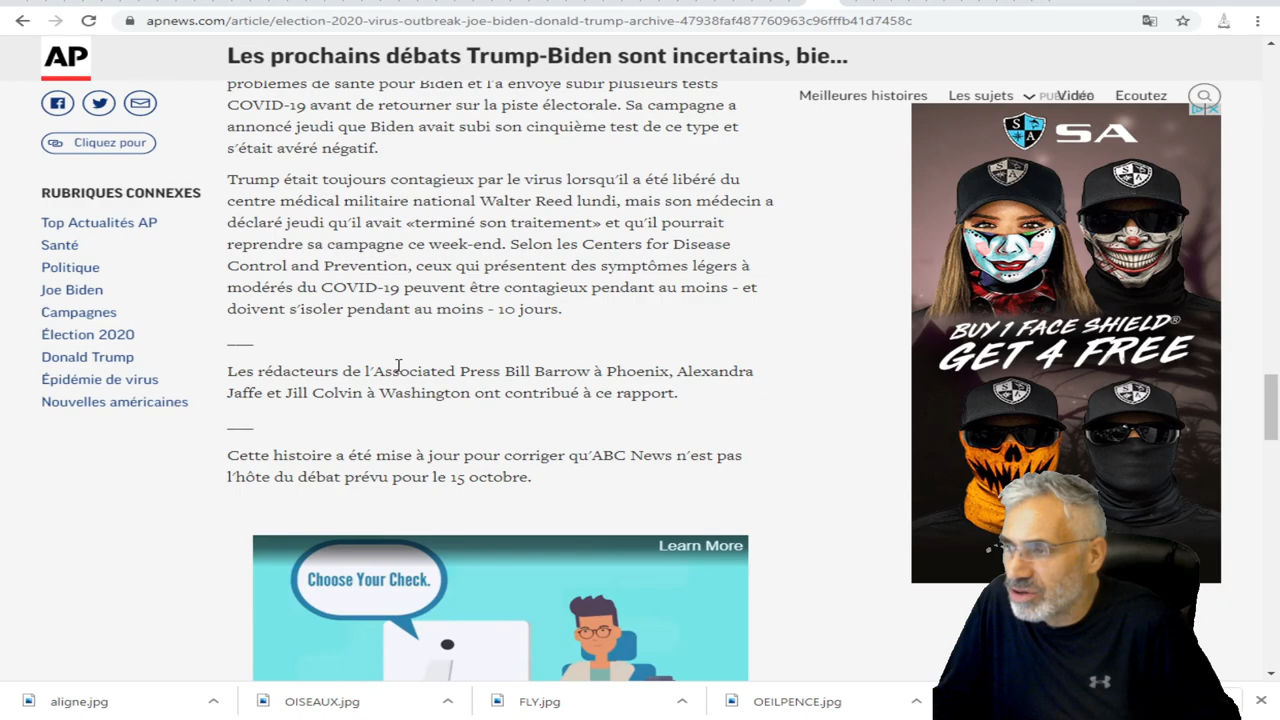 apnews.com/article/election-2020-virus-outbreak-joe-biden-donald-trump-archive-47938faf487760963c96fffb41d7458c
AP
Les prochains débats Trump-Biden sont incertains, bie...
Meilleures histoires
Les sujets
Vidéo
Ecoutez
Cliquez pour
RUBRIQUES CONNEXES
Top Actualités AP
Santé
Politique
Joe Biden
Campagnes
Élection 2020
Donald Trump
Épidémie de virus
Nouvelles américaines
problèmes de santé pour Biden et l'a envoyé subir plusieurs tests
COVID-19 avant de retourner sur la piste électorale. Sa campagne a
annoncé jeudi que Biden avait subi son cinquième test de ce type et
s'était avéré négatif.
Trump était toujours contagieux par le virus lorsqu'il a été libéré du
centre médical militaire national Walter Reed lundi, mais son médecin a
déclaré jeudi qu'il avait «terminé son traitement» et qu'il pourrait
reprendre sa campagne ce week-end. Selon les Centers for Disease
Control and Prevention, ceux qui présentent des symptômes légers à
modérés du COVID-19 peuvent être contagieux pendant au moins - et
doivent s'isoler pendant au moins - 10 jours.
Les rédacteurs de l'Associated Press Bill Barrow à Phoenix, Alexandra
Jaffe et Jill Colvin à Washington ont contribué à ce rapport.
Cette histoire a été mise à jour pour corriger qu'ABC News n'est pas
l'hôte du débat prévu pour le 15 octobre.
Learn More
Choose Your Check.
SA
BUY 1 FACE SHIELD®
GET 4 FREE
aligne.jpg
OISEAUX.jpg
FLY.jpg
OEILPENCE.jpg